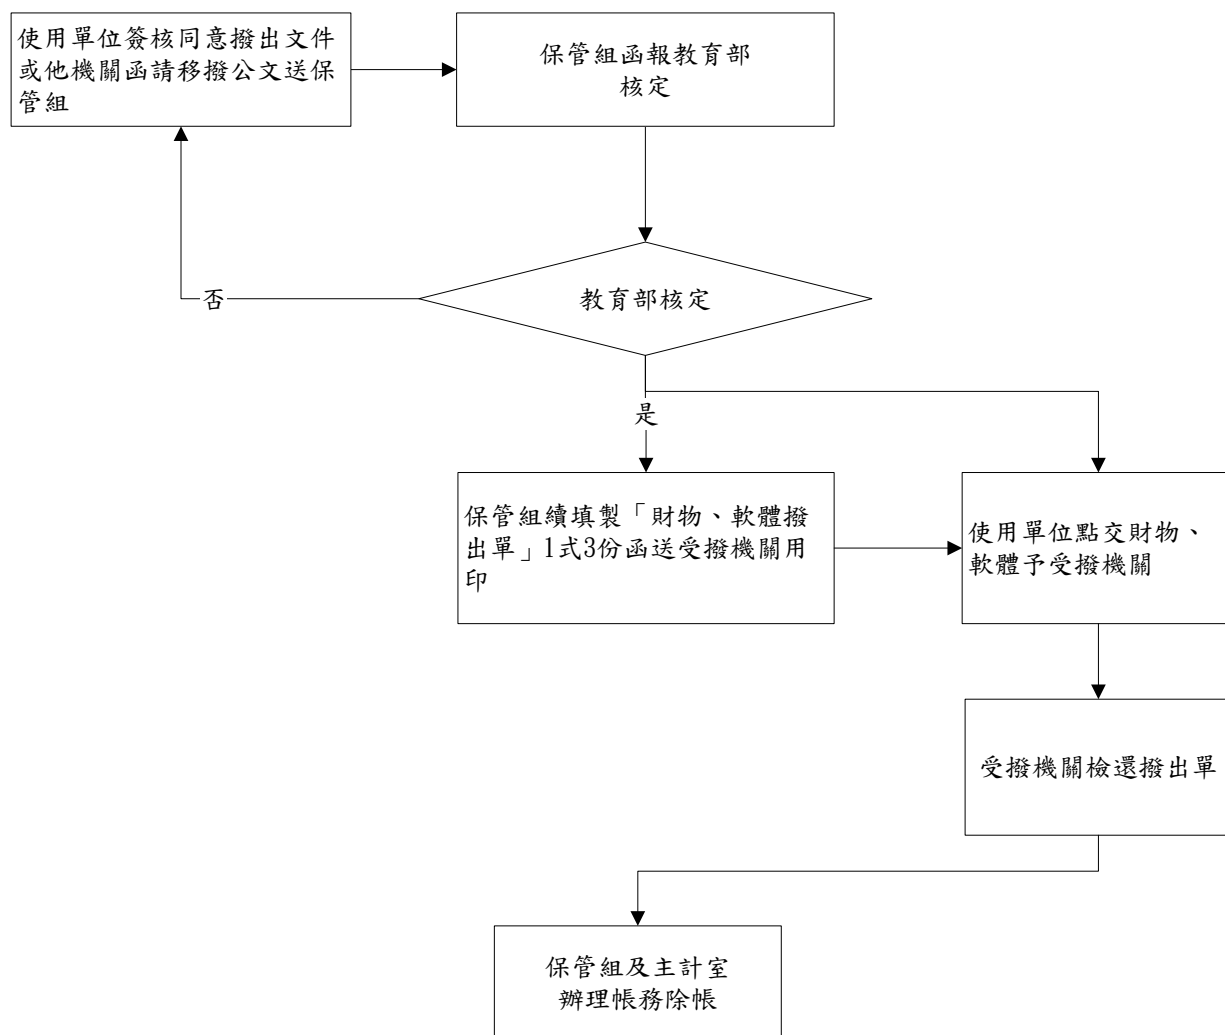 使用單位簽核同意撥出文件
或他機關函請移撥公文送保
管組
保管組函報教育部
核定
教育部核定
否
是
保管組續填製「財物、軟體撥
出單」1式3份函送受撥機關用
印
使用單位點交財物、
軟體予受撥機關
受撥機關檢還撥出單
保管組及主計室
辦理帳務除帳